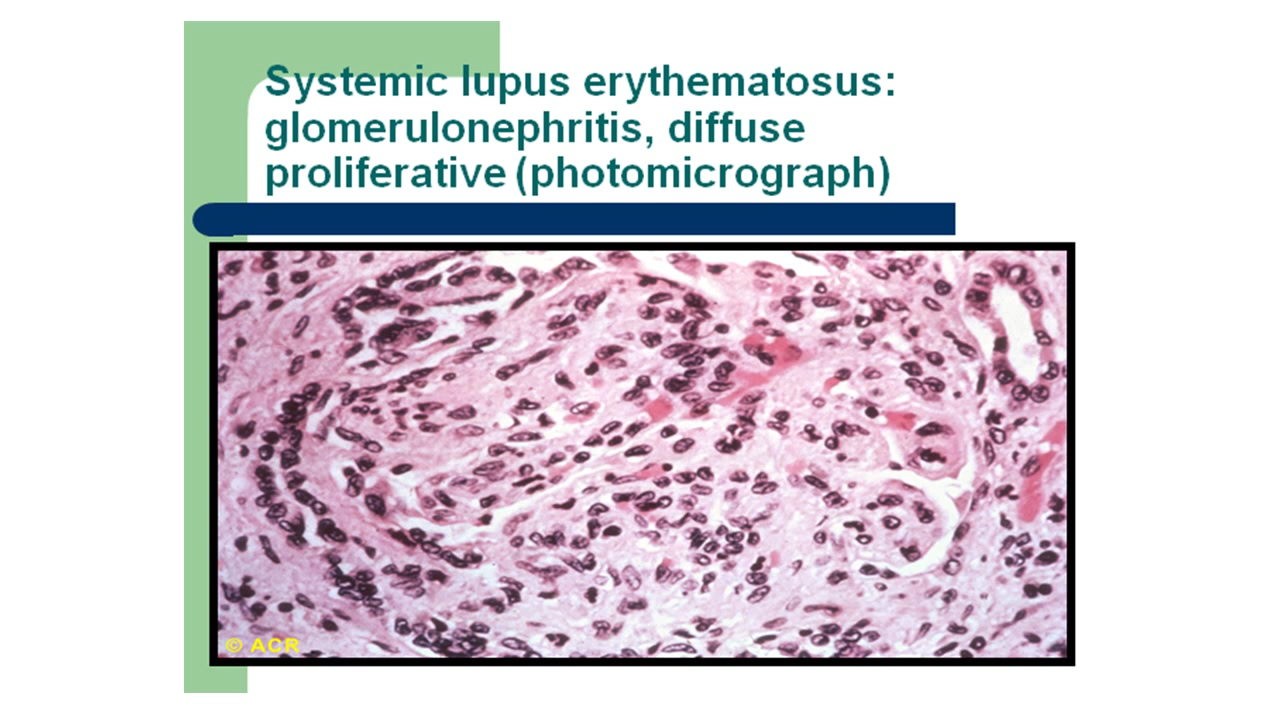 Systemic lupus erythematosus:
glomerulonephritis, diffuse
proliferative (photomicrograph)
© ACR